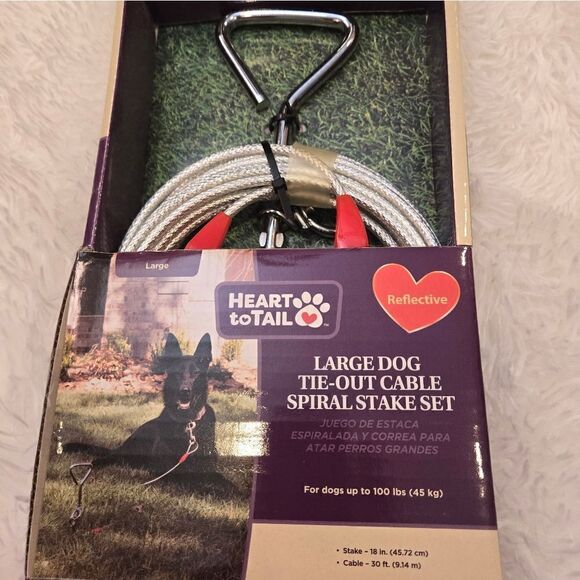 Large
HEART
to TAIL
™
Reflective
LARGE DOG
TIE-OUT CABLE
SPIRAL STAKE SET
JUEGO DE ESTACA
ESPIRALADA Y CORREA PARA
ATAR PERROS GRANDES
For dogs up to 100 lbs (45 kg)
• Stake – 18 in. (45.72 cm)
• Cable – 30 ft. (9.14 m)